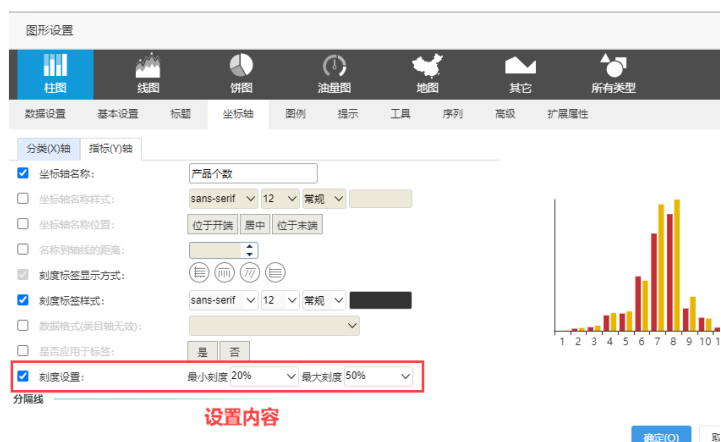 图形设置
柱图 线图 饼图 油量图 地图 其它 所有类型
数据设置 基本设置 标题 坐标轴 图例 提示 工具 序列 高级 扩展属性
分类(X)轴 指标(Y)轴
坐标轴名称: 产品个数
坐标轴名称样式: sans-serif 12 常规
坐标轴名称位置: 位于开端 居中 位于末端
名称到轴线的距离:
刻度标签显示方式:
刻度标签样式: sans-serif 12 常规
数据格式(类目轴无效):
是否应用于标签: 是 否
1 2 3 4 5 6 7 8 9 10 1
刻度设置: 最小刻度 20% 最大刻度 50%
分隔线
设置内容
确定(O) 取